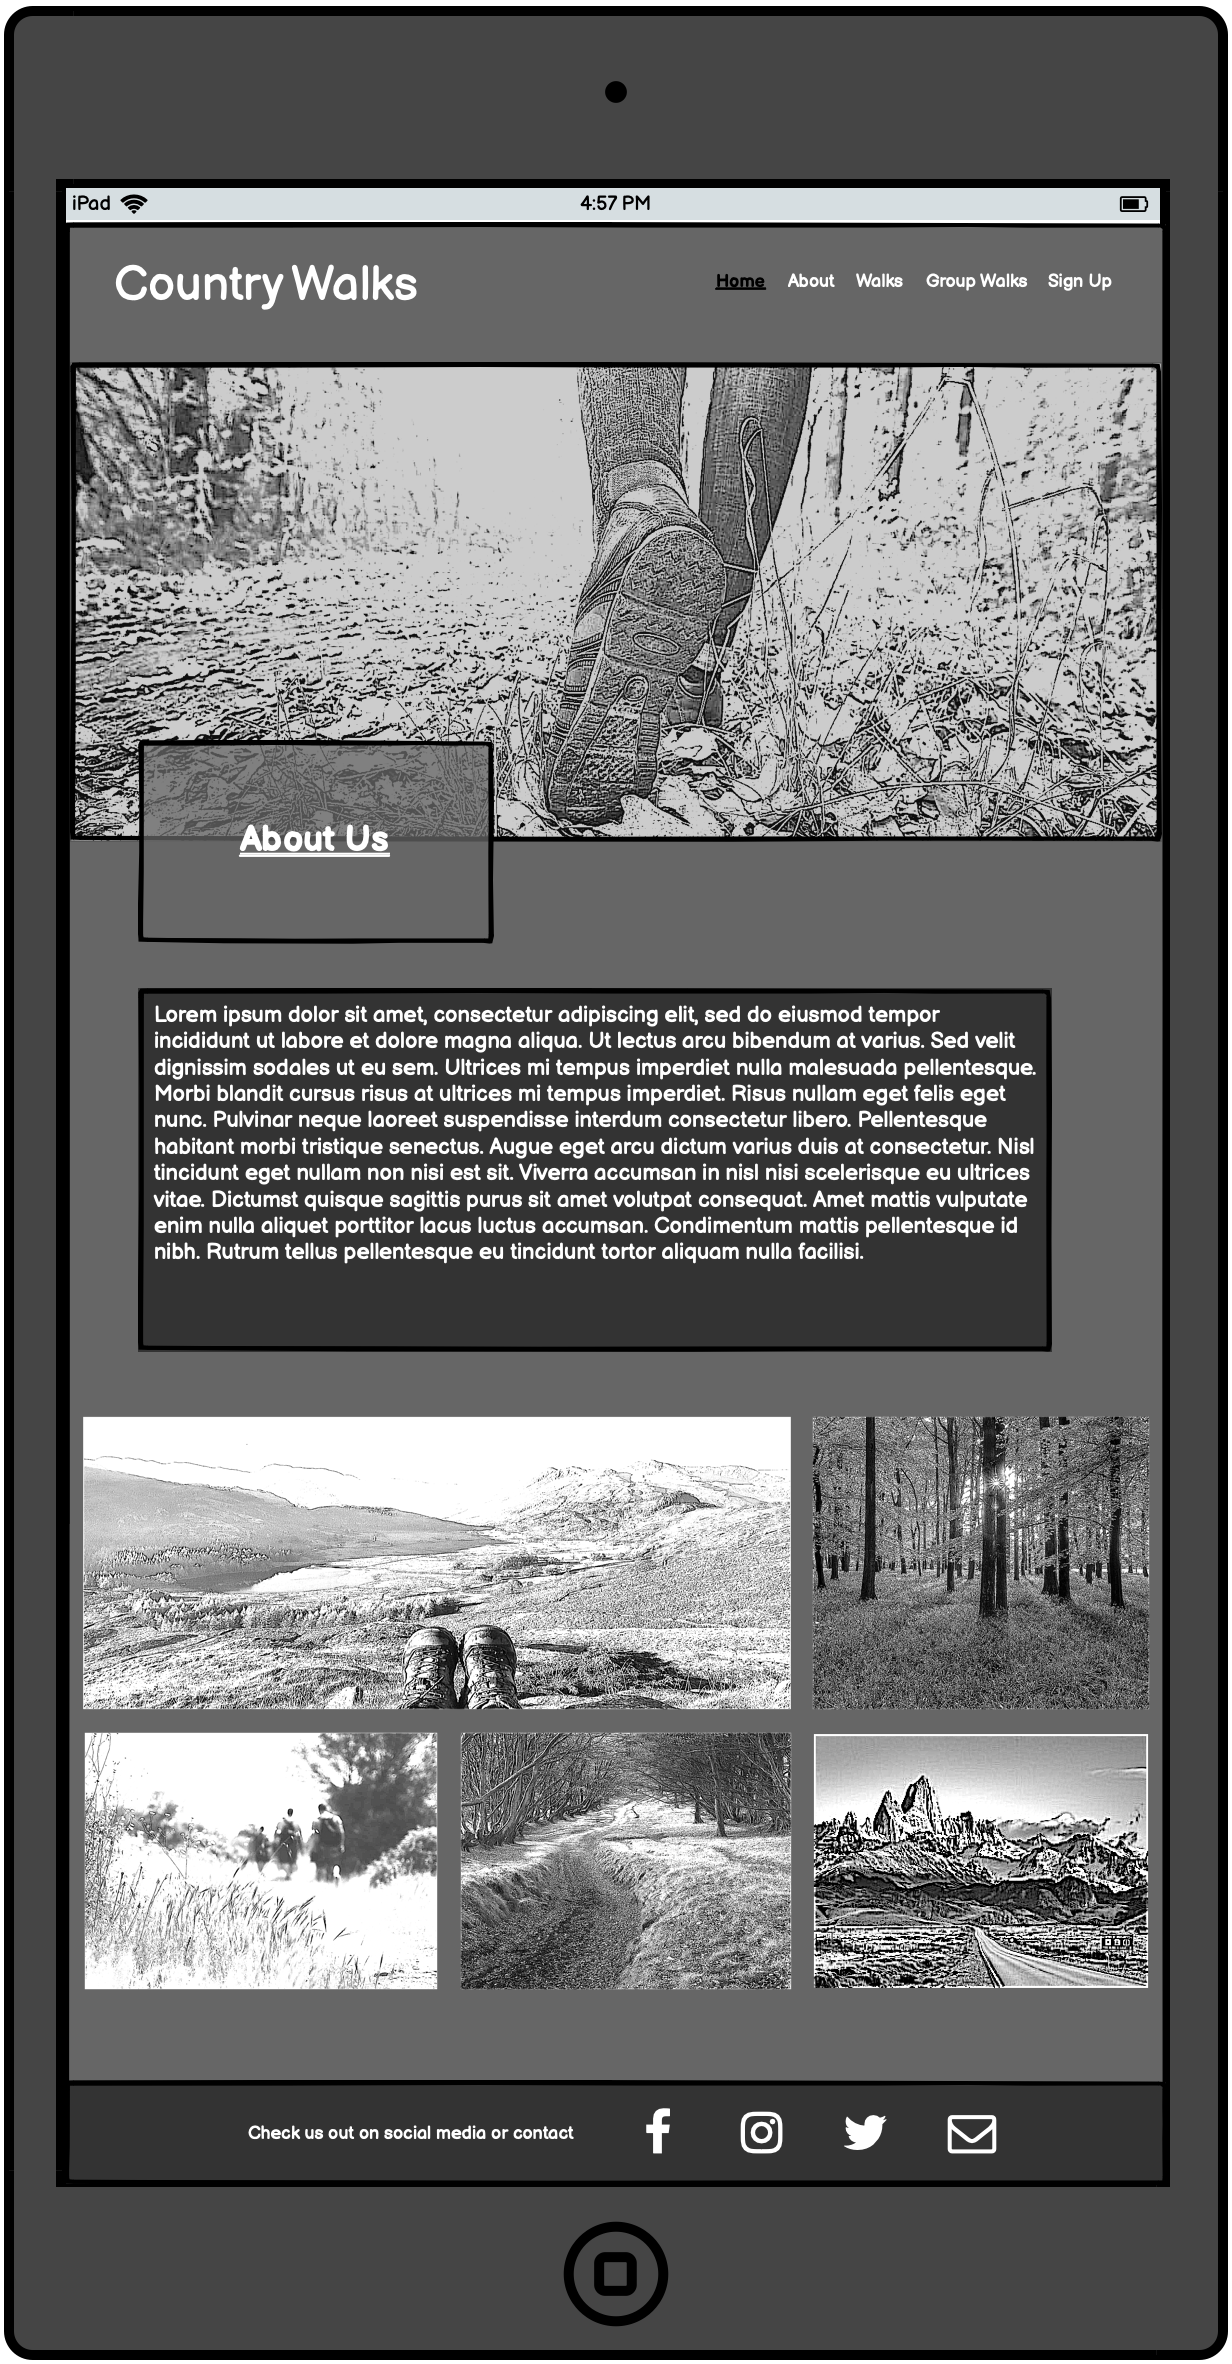 iPad 4:57 PM
Country Walks
Home About Walks Group Walks Sign Up
About Us
Lorem ipsum dolor sit amet, consectetur adipiscing elit, sed do eiusmod tempor
incididunt ut labore et dolore magna aliqua. Ut lectus arcu bibendum at varius. Sed velit
dignissim sodales ut eu sem. Ultrices mi tempus imperdiet nulla malesuada pellentesque.
Morbi blandit cursus risus at ultrices mi tempus imperdiet. Risus nullam eget felis eget
nunc. Pulvinar neque laoreet suspendisse interdum consectetur libero. Pellentesque
habitant morbi tristique senectus. Augue eget arcu dictum varius duis at consectetur. Nisl
tincidunt eget nullam non nisi est sit. Viverra accumsan in nisl nisi scelerisque eu ultrices
vitae. Dictumst quisque sagittis purus sit amet volutpat consequat. Amet mattis vulputate
enim nulla aliquet porttitor lacus luctus accumsan. Condimentum mattis pellentesque id
nibh. Rutrum tellus pellentesque eu tincidunt tortor aliquam nulla facilisi.
Check us out on social media or contact